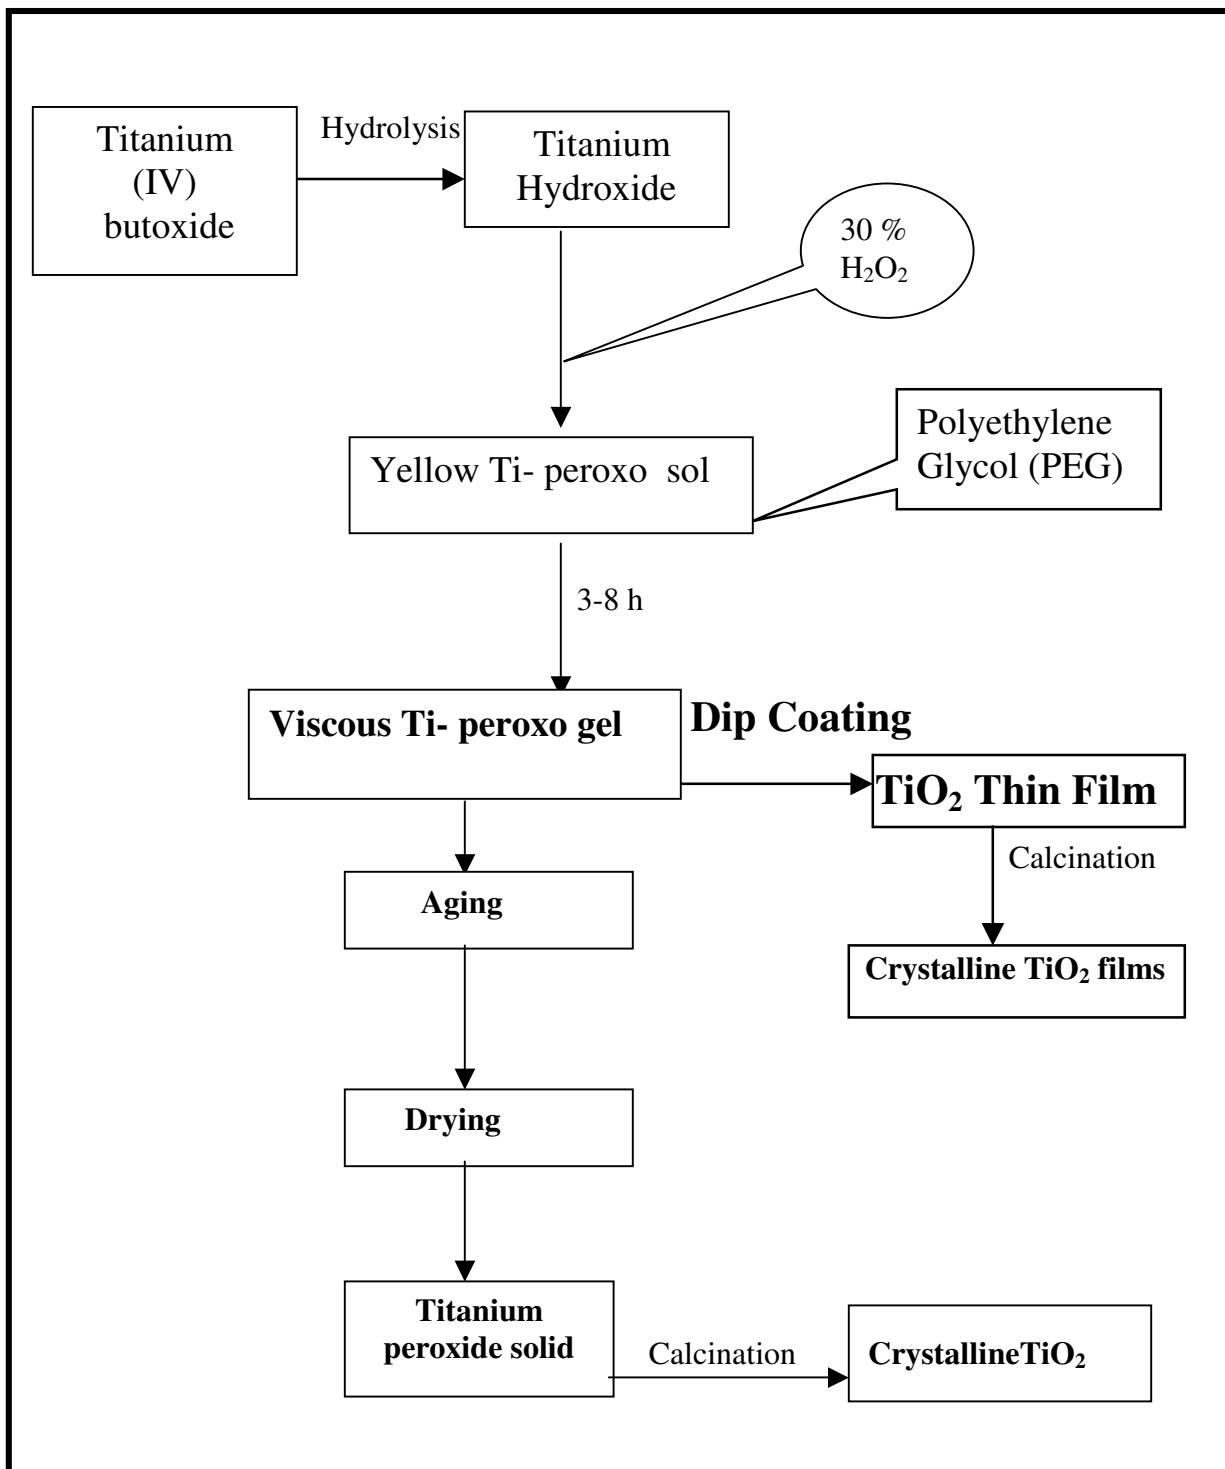 Titanium
(IV)
butoxide
Hydrolysis
Titanium
Hydroxide
30 %
H₂O₂
Yellow Ti- peroxo  sol
Polyethylene
Glycol (PEG)
3-8 h
Viscous Ti- peroxo gel
Dip Coating
TiO₂ Thin Film
Calcination
Aging
Crystalline TiO₂ films
Drying
Titanium
peroxide solid
Calcination
CrystallineTiO₂